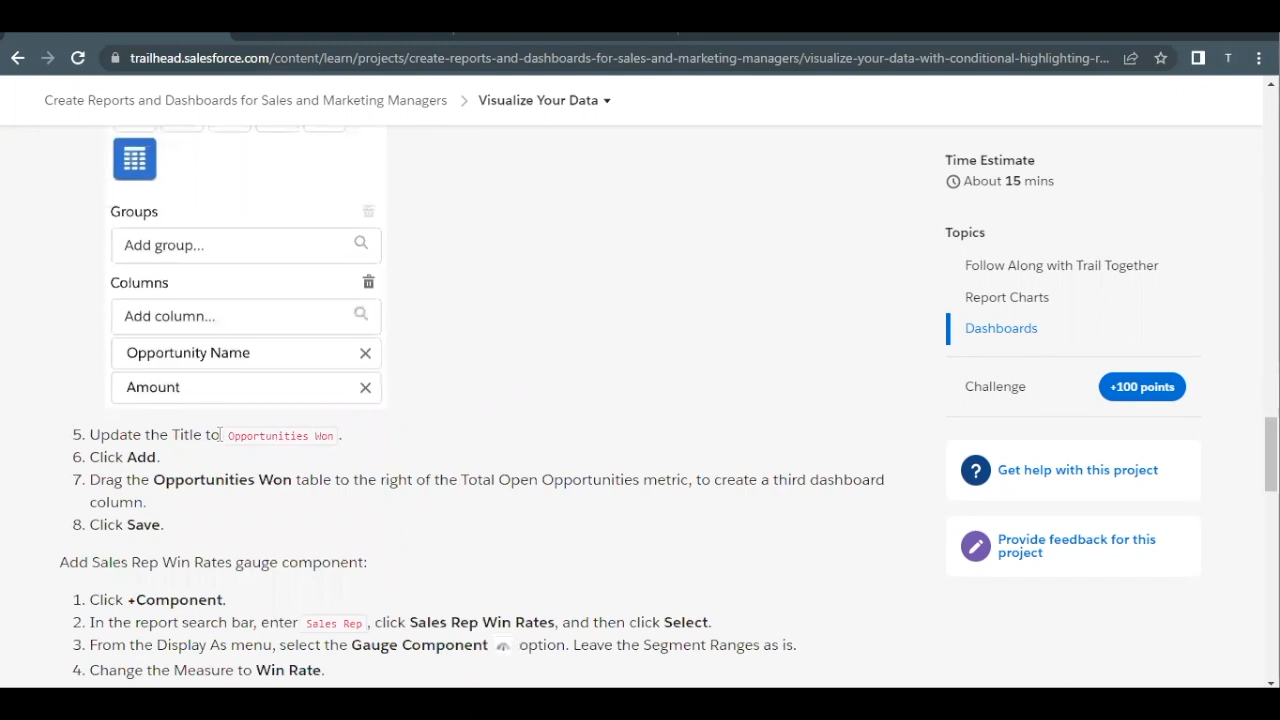 trailhead.salesforce.com/content/learn/projects/create-reports-and-dashboards-for-sales-and-marketing-managers/visualize-your-data-with-conditional-highlighting-r...
T
Create Reports and Dashboards for Sales and Marketing Managers > Visualize Your Data
Groups
Add group...
Columns
Add column...
Opportunity Name
Amount
5. Update the Title to Opportunities Won.
6. Click Add.
7. Drag the Opportunities Won table to the right of the Total Open Opportunities metric, to create a third dashboard
column.
8. Click Save.
Add Sales Rep Win Rates gauge component:
1. Click +Component.
2. In the report search bar, enter Sales Rep, click Sales Rep Win Rates, and then click Select.
3. From the Display As menu, select the Gauge Component option. Leave the Segment Ranges as is.
4. Change the Measure to Win Rate.
Time Estimate
About 15 mins
Topics
Follow Along with Trail Together
Report Charts
Dashboards
Challenge +100 points
? Get help with this project
Provide feedback for this
project